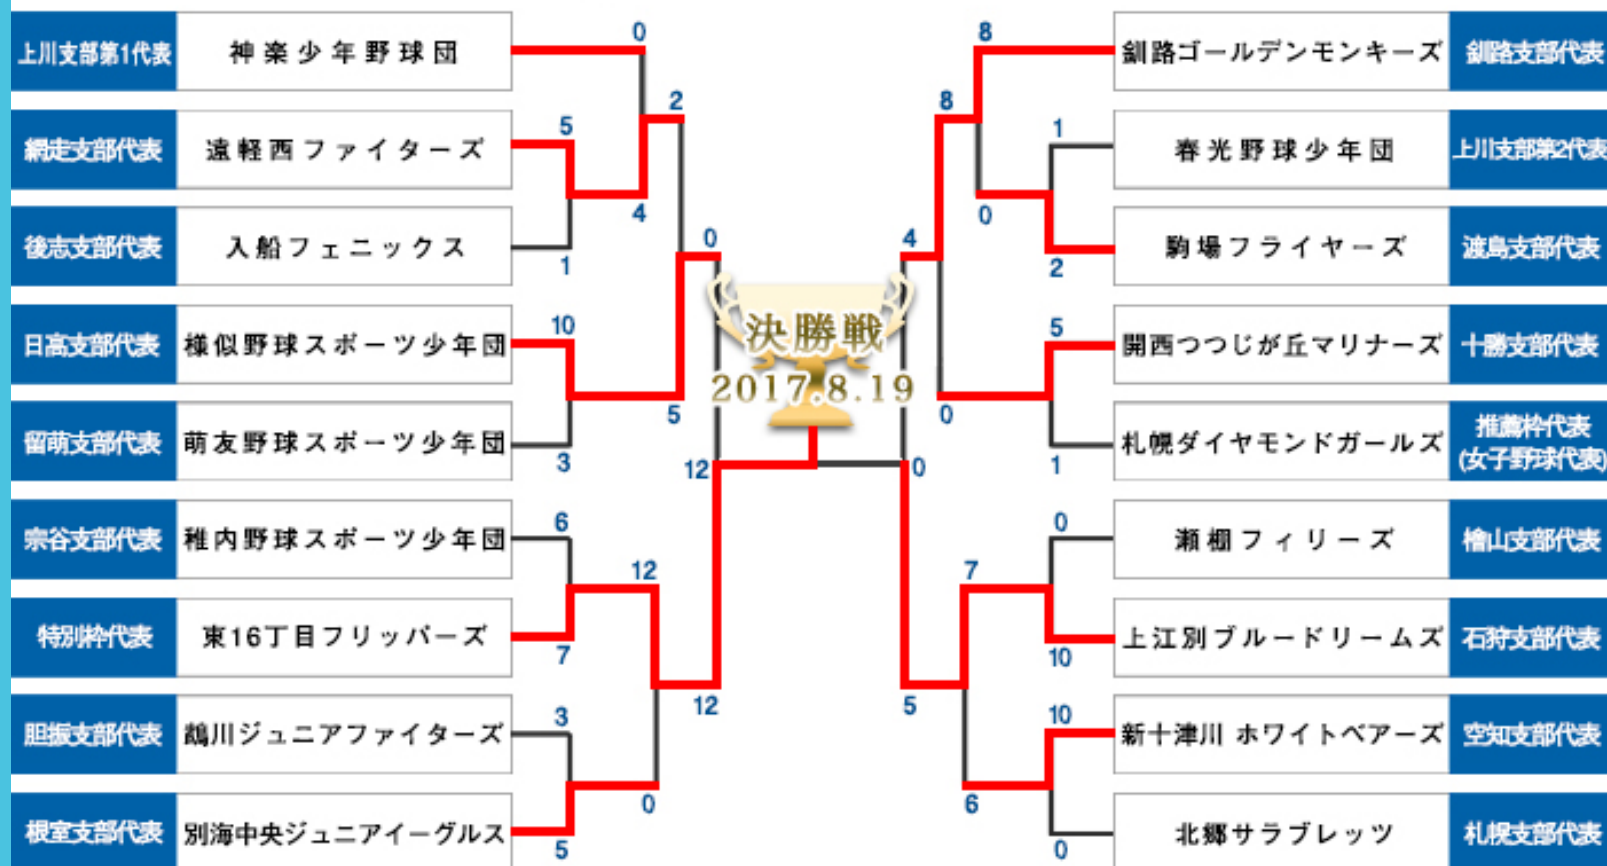 上川支部第1代表 神楽少年野球団
網走支部代表 遠軽西ファイターズ
後志支部代表 入船フェニックス
日高支部代表 様似野球スポーツ少年団
留萌支部代表 萌友野球スポーツ少年団
宗谷支部代表 稚内野球スポーツ少年団
特別枠代表 東16丁目フリッパーズ
胆振支部代表 鵡川ジュニアファイターズ
根室支部代表 別海中央ジュニアイーグルス
0
5
1
10
3
6
7
3
5
2
4
5
12
0
0
12
12
決勝戦
2017.8.19
4
0
5
8
0
0
7
6
8
1
2
5
1
0
10
10
0
釧路ゴールデンモンキーズ 釧路支部代表
春光野球少年団 上川支部第2代表
駒場フライヤーズ 渡島支部代表
開西つつじが丘マリナーズ 十勝支部代表
札幌ダイヤモンドガールズ 推薦枠代表
(女子野球代表)
瀬棚フィリーズ 檜山支部代表
上江別ブルードリームズ 石狩支部代表
新十津川 ホワイトベアーズ 空知支部代表
北郷サラブレッツ 札幌支部代表